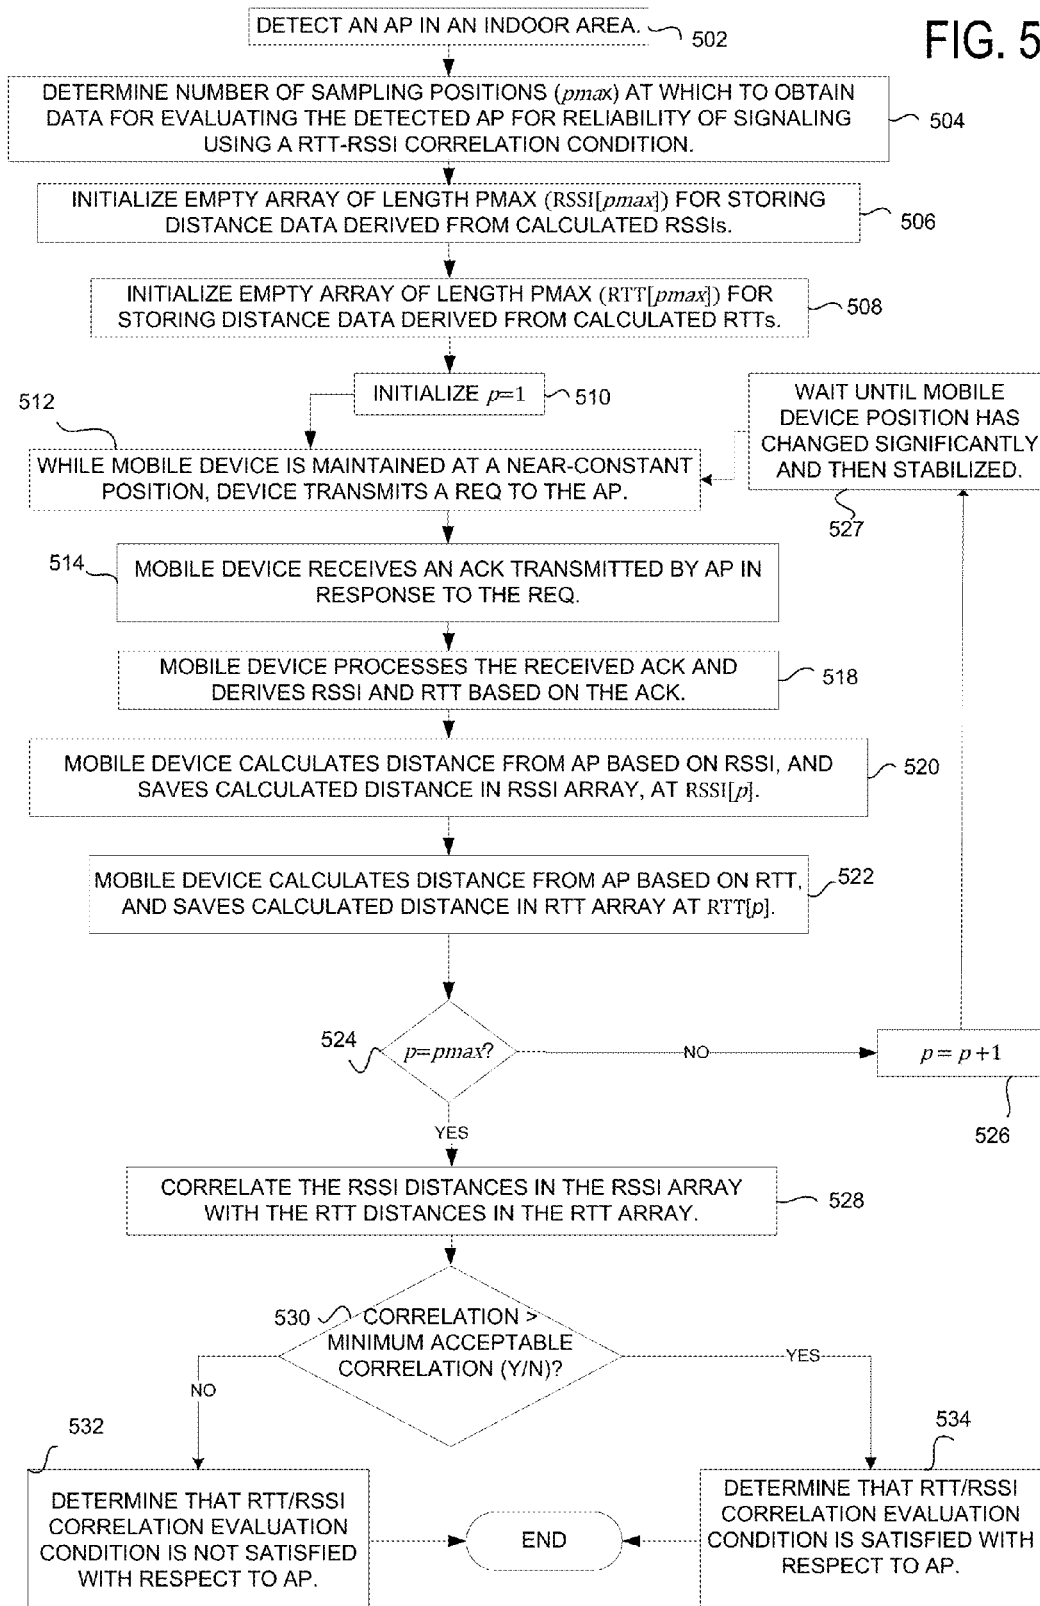 DETECT AN AP IN AN INDOOR AREA.
502
FIG. 5
DETERMINE NUMBER OF SAMPLING POSITIONS (pmax) AT WHICH TO OBTAIN
DATA FOR EVALUATING THE DETECTED AP FOR RELIABILITY OF SIGNALING
USING A RTT-RSSI CORRELATION CONDITION.
504
INITIALIZE EMPTY ARRAY OF LENGTH PMAX (RSSI[pmax]) FOR STORING
DISTANCE DATA DERIVED FROM CALCULATED RSSIs.
506
INITIALIZE EMPTY ARRAY OF LENGTH PMAX (RTT[pmax]) FOR
STORING DISTANCE DATA DERIVED FROM CALCULATED RTTs.
508
INITIALIZE p=1
510
512
WHILE MOBILE DEVICE IS MAINTAINED AT A NEAR-CONSTANT
POSITION, DEVICE TRANSMITS A REQ TO THE AP.
WAIT UNTIL MOBILE
DEVICE POSITION HAS
CHANGED SIGNIFICANTLY
AND THEN STABILIZED.
527
514
MOBILE DEVICE RECEIVES AN ACK TRANSMITTED BY AP IN
RESPONSE TO THE REQ.
MOBILE DEVICE PROCESSES THE RECEIVED ACK AND
DERIVES RSSI AND RTT BASED ON THE ACK.
518
MOBILE DEVICE CALCULATES DISTANCE FROM AP BASED ON RSSI, AND
SAVES CALCULATED DISTANCE IN RSSI ARRAY, AT RSSI[p].
520
MOBILE DEVICE CALCULATES DISTANCE FROM AP BASED ON RTT,
AND SAVES CALCULATED DISTANCE IN RTT ARRAY AT RTT[p].
522
524
p=pmax?
NO
p = p+1
526
YES
CORRELATE THE RSSI DISTANCES IN THE RSSI ARRAY
WITH THE RTT DISTANCES IN THE RTT ARRAY.
528
530
CORRELATION >
MINIMUM ACCEPTABLE
CORRELATION (Y/N)?
NO
YES
532
DETERMINE THAT RTT/RSSI
CORRELATION EVALUATION
CONDITION IS NOT SATISFIED
WITH RESPECT TO AP.
END
534
DETERMINE THAT RTT/RSSI
CORRELATION EVALUATION
CONDITION IS SATISFIED WITH
RESPECT TO AP.